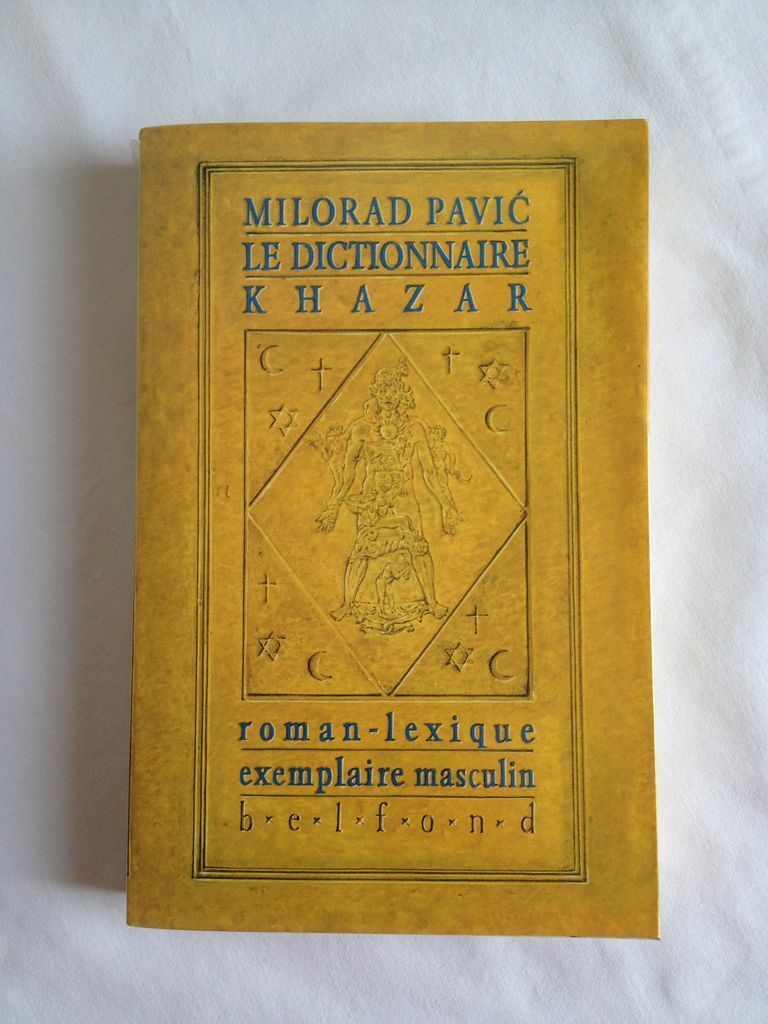 MILORAD PAVIĆ
LE DICTIONNAIRE
KHAZAR
roman-lexique
exemplaire masculin
b×e×l×f×o×n×d